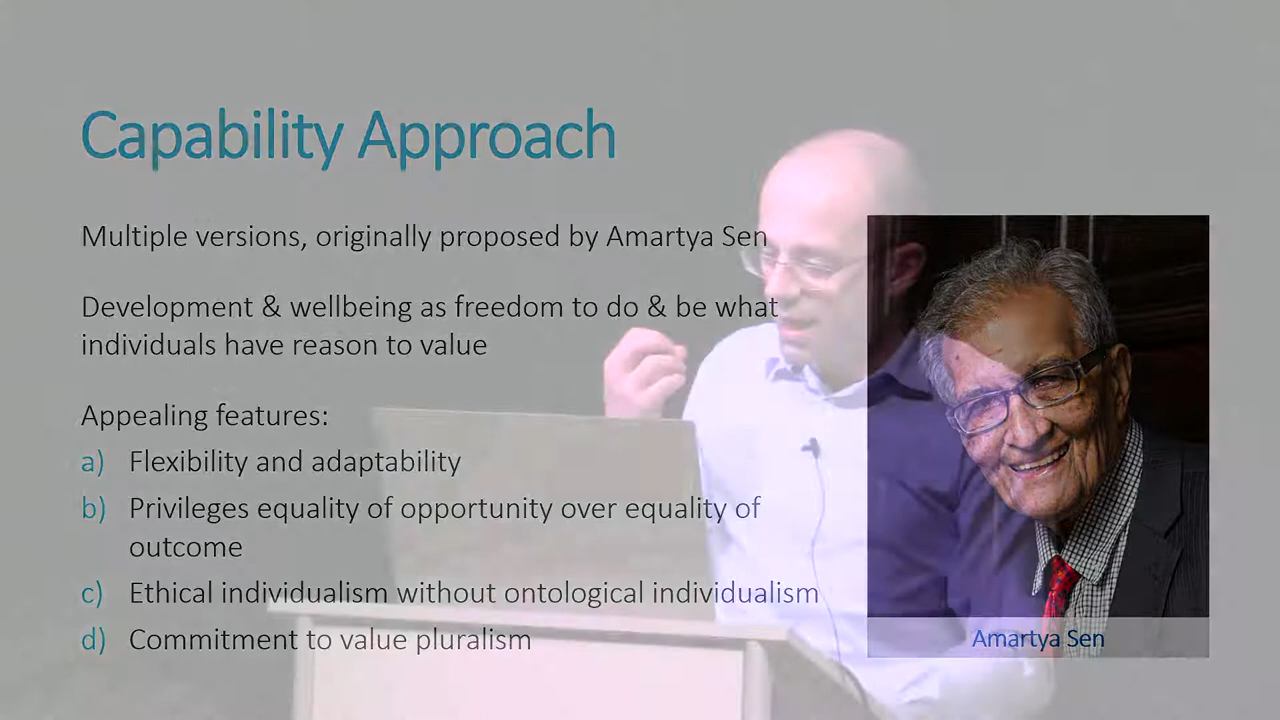 Capability Approach
Multiple versions, originally proposed by Amartya Sen
Development & wellbeing as freedom to do & be what
individuals have reason to value
Appealing features:
a) Flexibility and adaptability
b) Privileges equality of opportunity over equality of
outcome
c) Ethical individualism without ontological individualism
d) Commitment to value pluralism
Amartya Sen